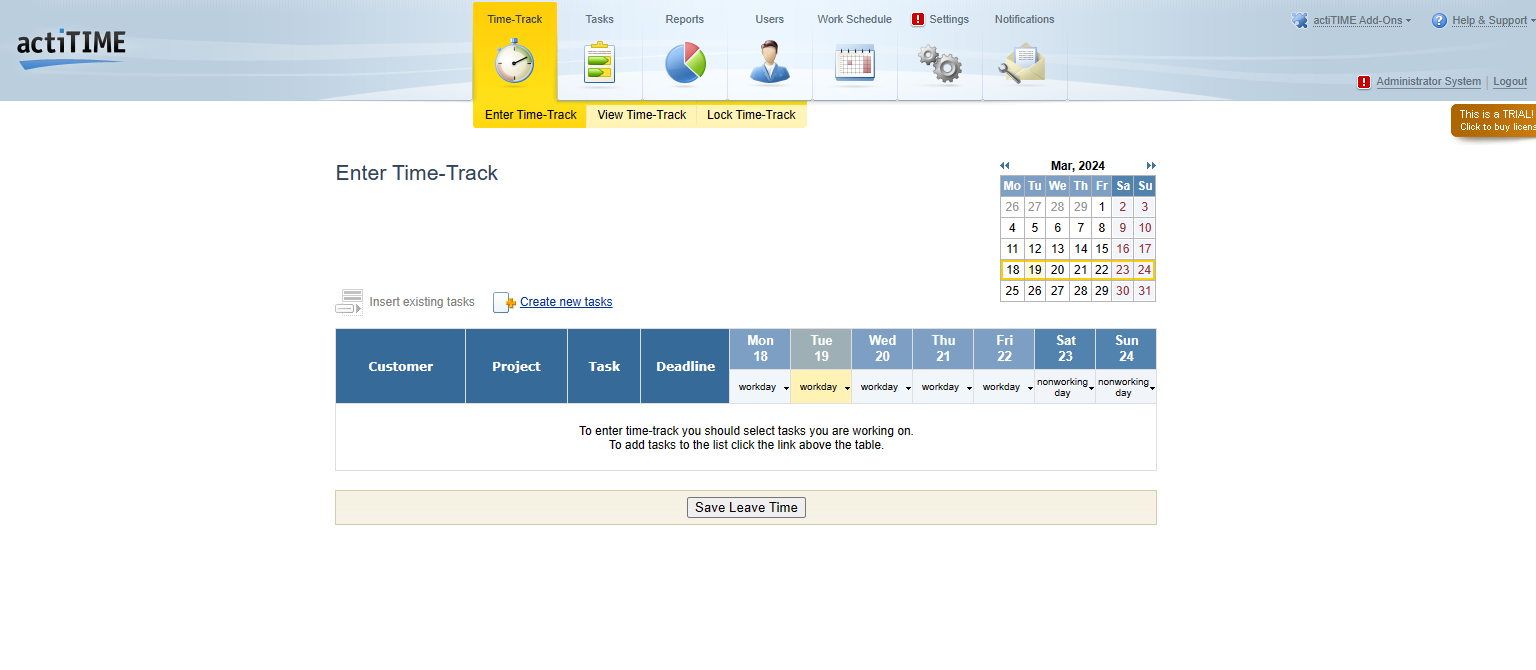 actiTIME
Time-Track
Tasks
Reports
Users
Work Schedule
Settings
Notifications
actiTIME Add-Ons
Help & Support
Administrator System
Logout
Enter Time-Track
View Time-Track
Lock Time-Track
This is a TRIAL!
Click to buy licens
Enter Time-Track
Mar, 2024
Mo Tu We Th Fr Sa Su
26 27 28 29 1 2 3
4 5 6 7 8 9 10
11 12 13 14 15 16 17
18 19 20 21 22 23 24
25 26 27 28 29 30 31
Insert existing tasks
Create new tasks
Customer
Project
Task
Deadline
Mon
18
Tue
19
Wed
20
Thu
21
Fri
22
Sat
23
Sun
24
workday
workday
workday
workday
workday
nonworking
day
nonworking
day
To enter time-track you should select tasks you are working on.
To add tasks to the list click the link above the table.
Save Leave Time